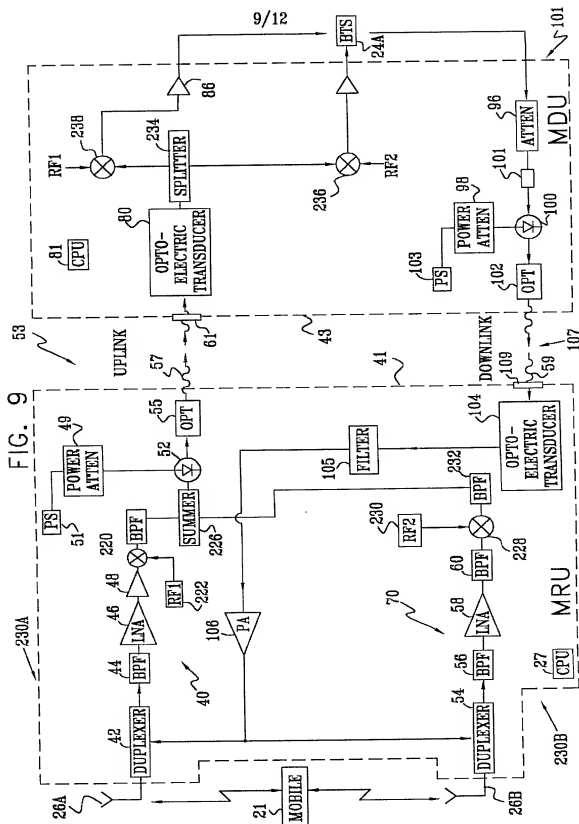 FIG. 9
53
9/12
230A
26A
42
DUPLEXER
44
BPF
46
LNA
48
220
BPF
RF1
222
40
PS
51
49
POWER
ATTEN
52
SUMMER
226
55
OPT
57
UPLINK
61
81
CPU
80
OPTO-
ELECTRIC
TRANSDUCER
234
SPLITTER
RF1
238
86
236
RF2
BTS
24A
101
21
MOBILE
106
PA
105
FILTER
41
43
26B
54
DUPLEXER
56
BPF
70
58
LNA
60
BPF
230
RF2
228
232
BPF
104
OPTO-
ELECTRIC
TRANSDUCER
DOWNLINK
109
59
107
102
OPT
103
PS
98
POWER
ATTEN
100
101
96
ATTEN
MDU
27
CPU
MRU
230B